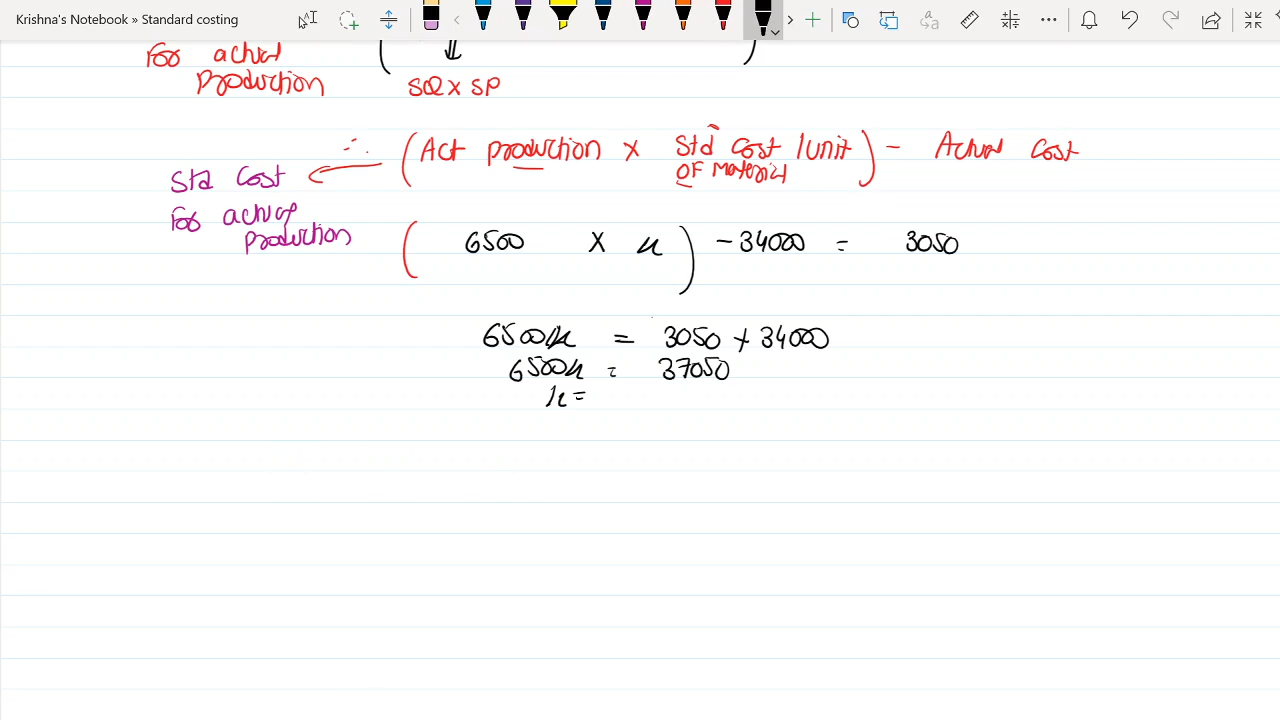 Krishna's Notebook » Standard costing
For actual
Production
SQ x SP
∴ (Act production x Std cost /unit) - Actual cost
OF Material
Std cost
For actual
production
( 6500 x x ) - 34000 = 3050
6500x = 3050 + 34000
6500x = 37050
x =